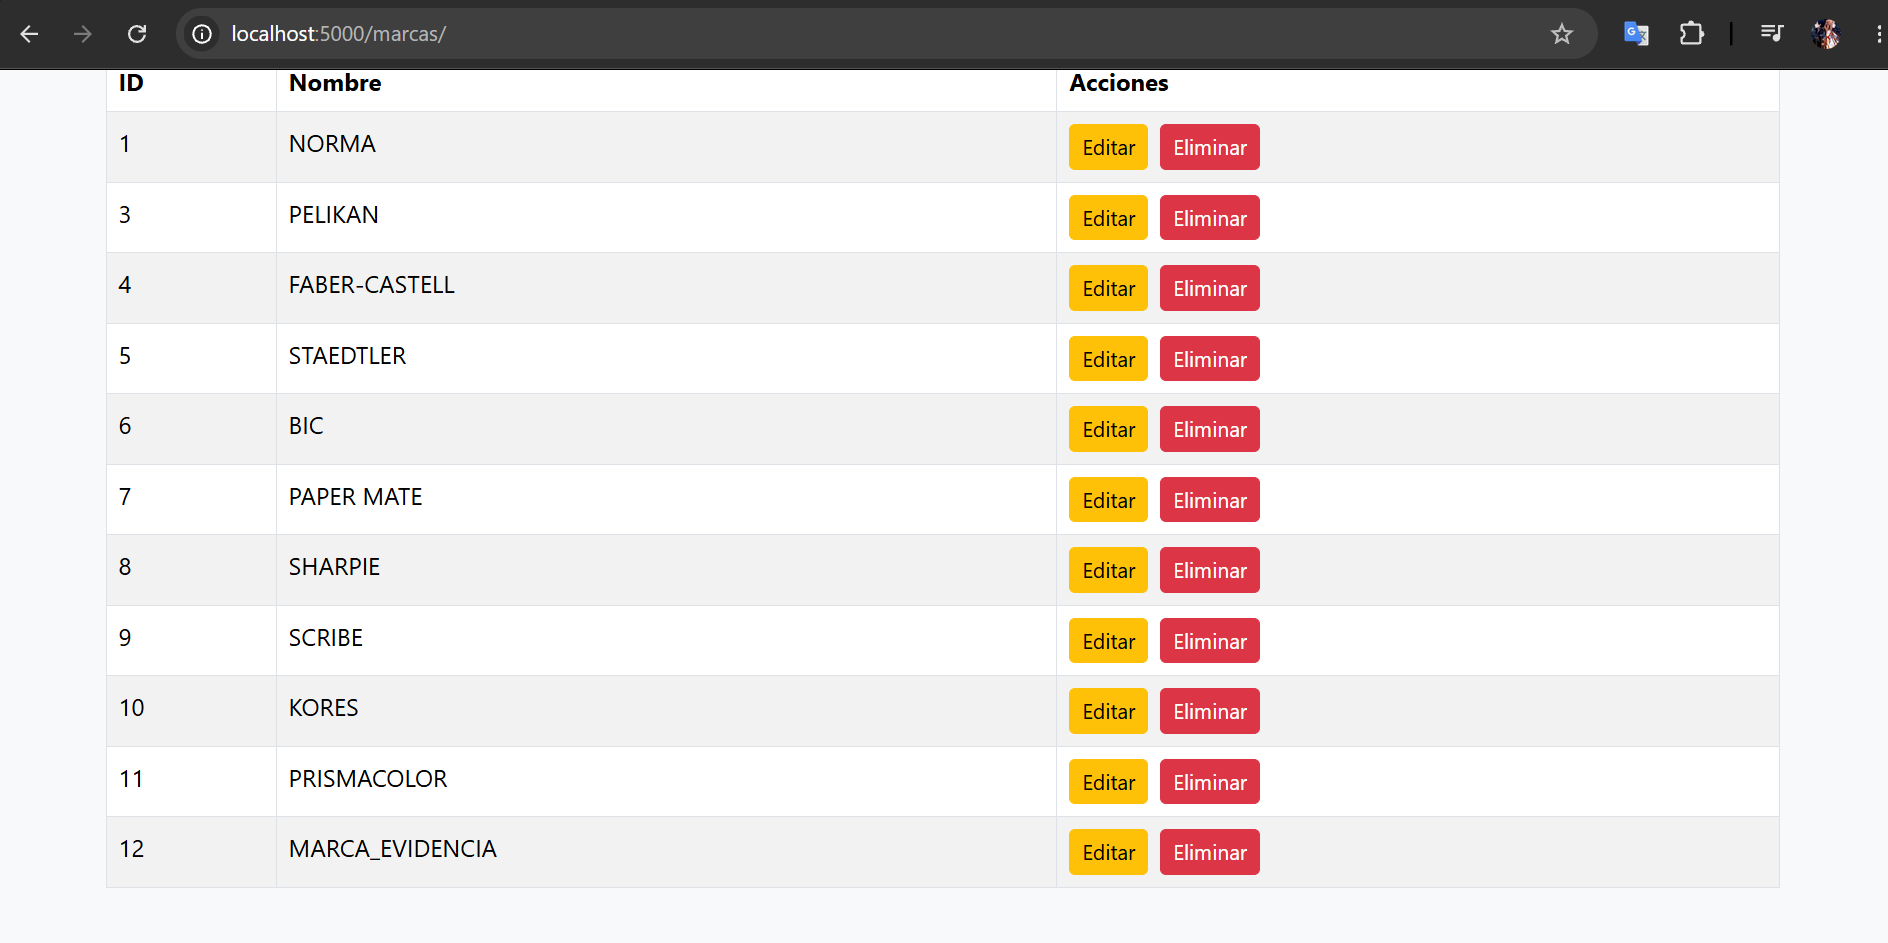 localhost:5000/marcas/
ID Nombre Acciones
1 NORMA Editar Eliminar
3 PELIKAN Editar Eliminar
4 FABER-CASTELL Editar Eliminar
5 STAEDTLER Editar Eliminar
6 BIC Editar Eliminar
7 PAPER MATE Editar Eliminar
8 SHARPIE Editar Eliminar
9 SCRIBE Editar Eliminar
10 KORES Editar Eliminar
11 PRISMACOLOR Editar Eliminar
12 MARCA_EVIDENCIA Editar Eliminar